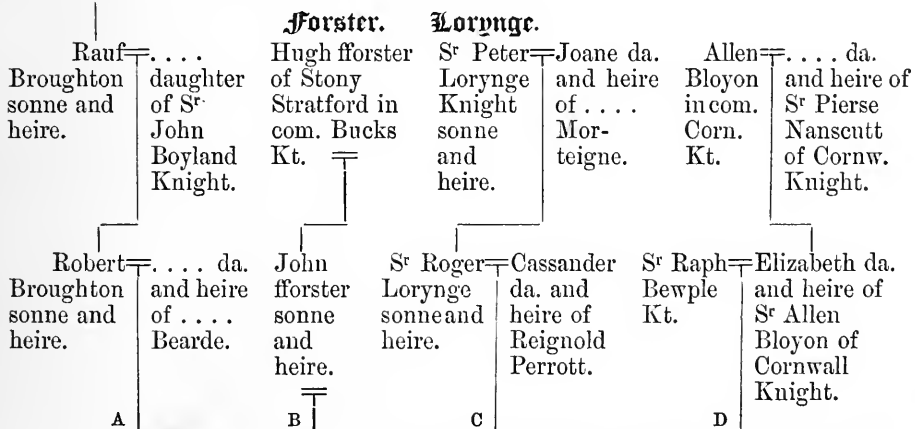 Forster.
Lorynge.
Rauf=. . . .
Broughton
sonne and
heire.
daughter
of Sʳ·
John
Boyland
Knight.
Hugh fforster
of Stony
Stratford in
com. Bucks
Kt.
Sʳ Peter=Joane da.
Lorynge
Knight
sonne
and
heire.
and heire
of . . . .
Mor-
teigne.
Allen=. . . . da.
Bloyon
in com.
Corn.
Kt.
and heire of
Sʳ Pierse
Nanscutt
of Cornw.
Knight.
Robert=. . . . da.
Broughton
sonne and
heire.
and heire
of . . . .
Bearde.
John
fforster
sonne
and
heire.
Sʳ Roger=Cassander
Lorynge
sonne and
heire.
da. and
heire of
Reignold
Perrott.
Sʳ Raph=Elizabeth da.
Bewple
Kt.
and heire of
Sʳ Allen
Bloyon of
Cornwall
Knight.
A
B
C
D